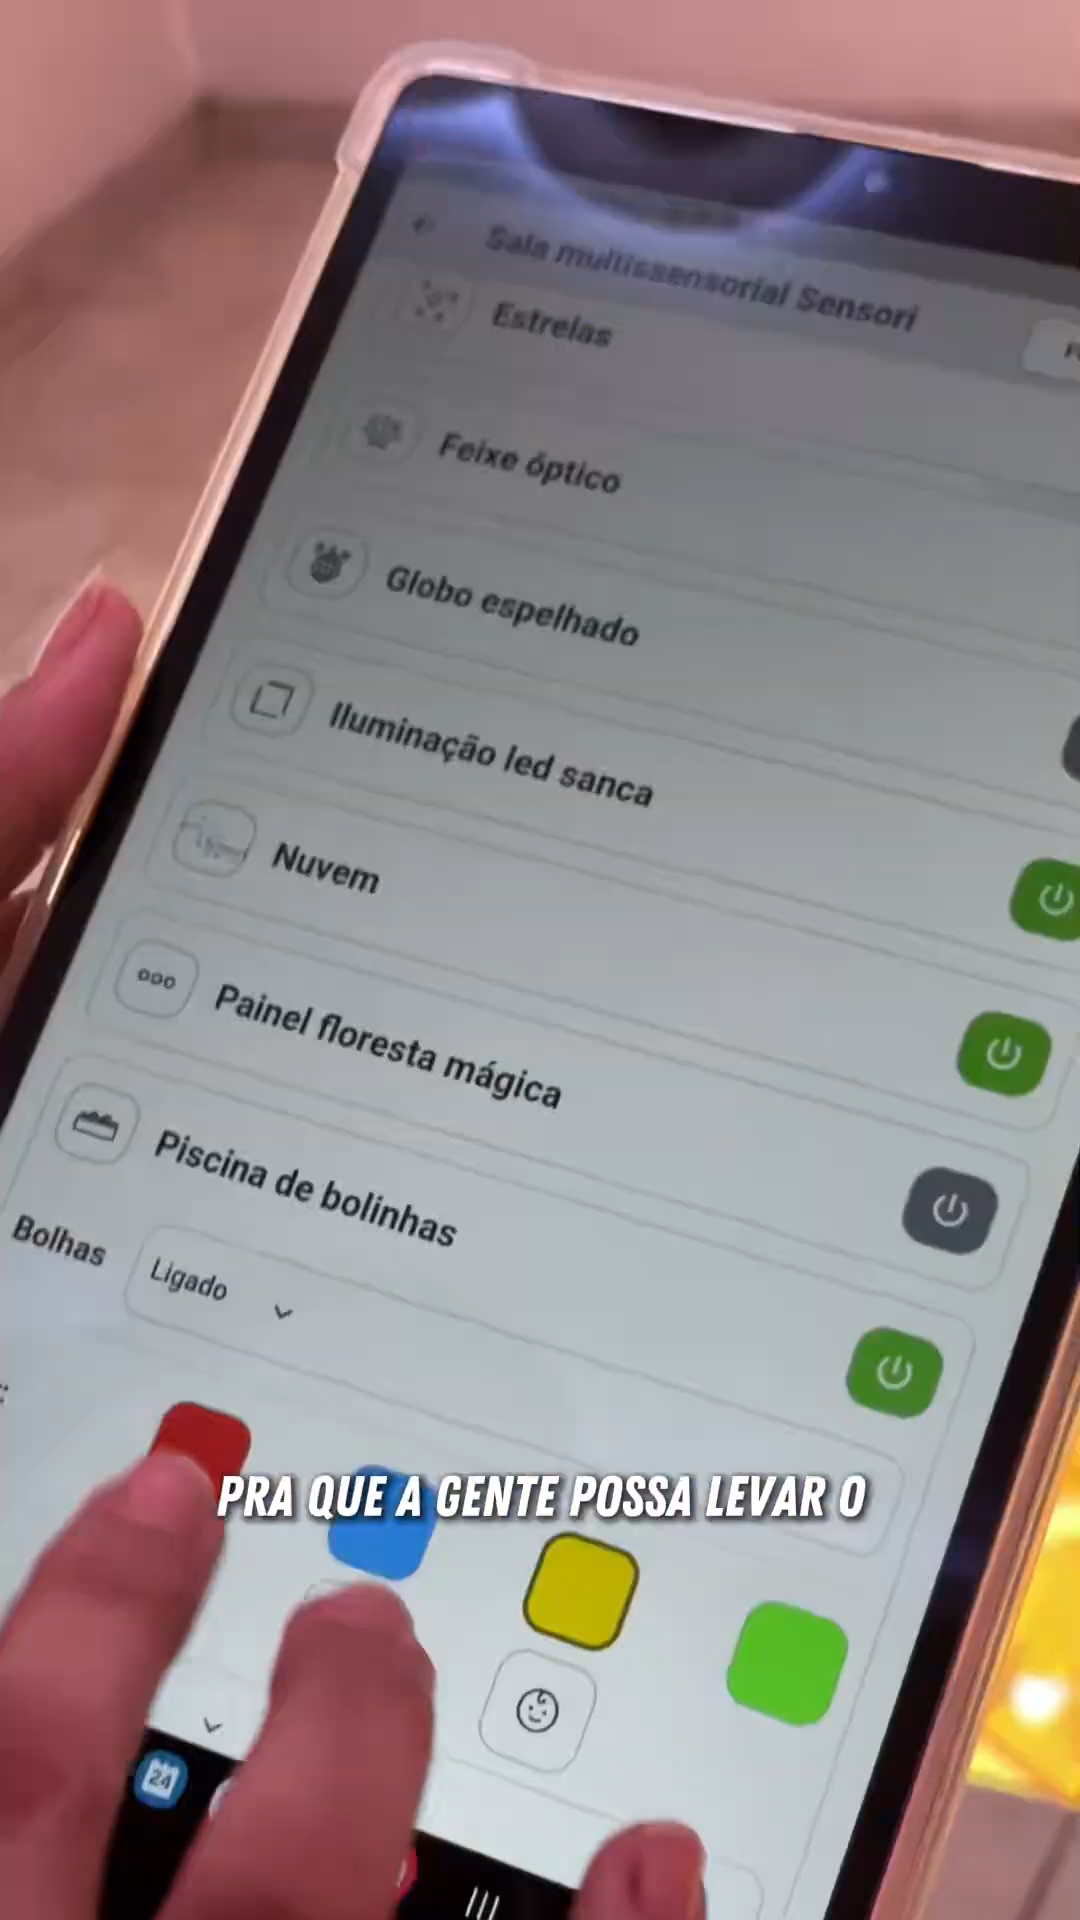 Sala multissensorial Sensori
Estrelas
Feixe óptico
Globo espelhado
Iluminação led sanca
Nuvem
Painel floresta mágica
Piscina de bolinhas
Bolhas
Ligado
PRA QUE A GENTE POSSA LEVAR O
24